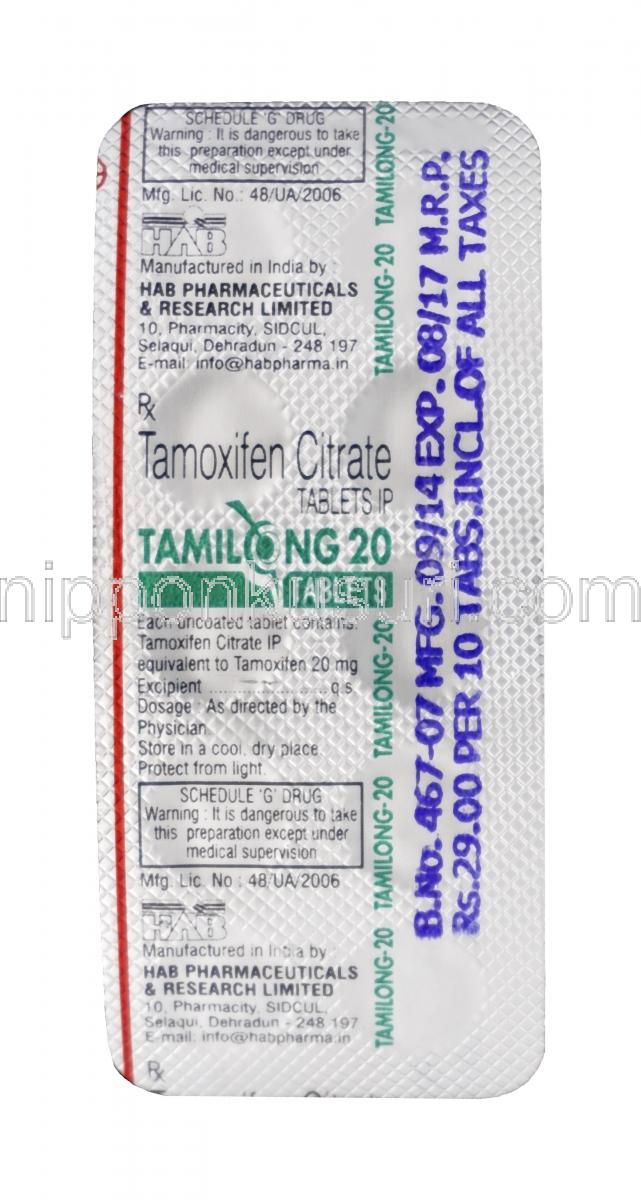 SCHEDULE 'G' DRUG
Warning : It is dangerous to take
this preparation except under
medical supervision
Mfg. Lic. No.: 48/UA/2006
HAB
Manufactured in India by :
HAB PHARMACEUTICALS
& RESEARCH LIMITED
10, Pharmacity, SIDCUL,
Selaqui, Dehradun - 248 197
E-mail: info@habpharma.in
Rx
Tamoxifen Citrate
TABLETS IP
TAMILONG 20
TABLETS
Each uncoated tablet contains:
Tamoxifen Citrate IP
equivalent to Tamoxifen 20 mg
Excipient ........................ q.s.
Dosage : As directed by the
Physician.
Store in a cool, dry place.
Protect from light.
SCHEDULE 'G' DRUG
Warning : It is dangerous to take
this preparation except under
medical supervision
Mfg. Lic. No : 48/UA/2006
HAB
Manufactured in India by :
HAB PHARMACEUTICALS
& RESEARCH LIMITED
10, Pharmacity, SIDCUL,
Selaqui, Dehradun - 248 197
E-mail: info@habpharma.in
Rx
TAMILONG-20 TAMILONG-20 TAMILONG-20 TAMILONG-20 TAMILONG-20
B.No. 467-07 MFG. 09/14 EXP. 08/17 M.R.P.
Rs.29.00 PER 10 TABS.INCL.OF ALL TAXES
nipponkusuri.com